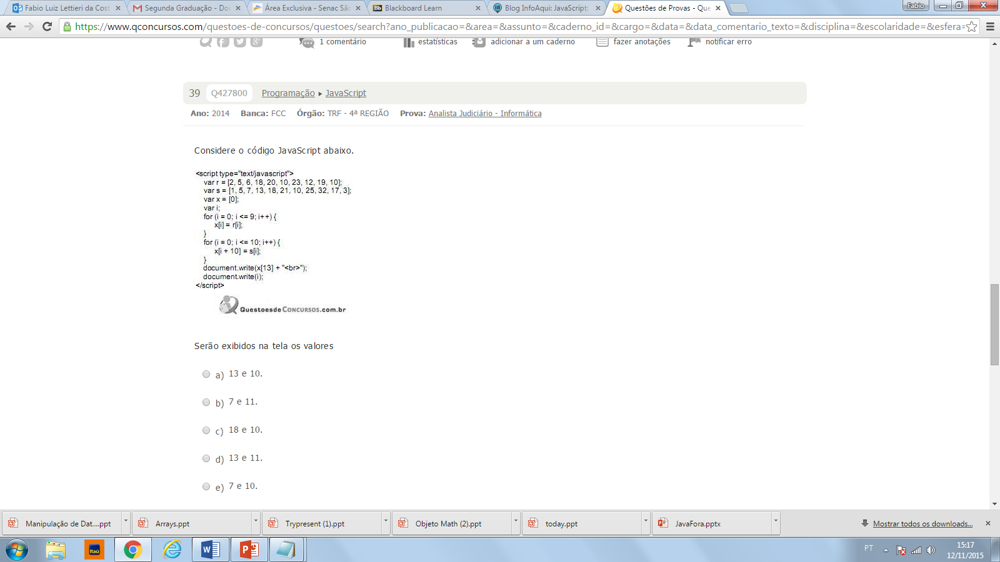 Fabio Luiz Lettieri da Cost
Segunda Graduação - Do
Área Exclusiva - Senac Sã
Bb Blackboard Learn
Blog InfoAqui: JavaScript:
Questões de Provas - Que
Fabio
https://www.qconcursos.com/questoes-de-concursos/questoes/search?ano_publicacao=&area=&assunto=&caderno_id=&cargo=&data=&data_comentario_texto=&disciplina=&escolaridade=&esfera=
1 comentário estatísticas adicionar a um caderno fazer anotações notificar erro
39 Q427800 Programação ▸ JavaScript
Ano: 2014 Banca: FCC Órgão: TRF - 4ª REGIÃO Prova: Analista Judiciário - Informática
Considere o código JavaScript abaixo.
<script type="text/javascript">
var r = [2, 5, 6, 18, 20, 10, 23, 12, 19, 10];
var s = [1, 5, 7, 13, 18, 21, 10, 25, 32, 17, 3];
var x = [0];
var i;
for (i = 0; i <= 9; i++) {
x[i] = r[i];
}
for (i = 0; i <= 10; i++) {
x[i + 10] = s[i];
}
document.write(x[13] + "<br>");
document.write(i);
</script>
QuestoesdeConcursos.com.br
Serão exibidos na tela os valores
a) 13 e 10.
b) 7 e 11.
c) 18 e 10.
d) 13 e 11.
e) 7 e 10.
Manipulação de Dat....ppt
Arrays.ppt
Trypresent (1).ppt
Objeto Math (2).ppt
today.ppt
JavaFora.pptx
Mostrar todos os downloads...
Itaú
PT
15:17
12/11/2015